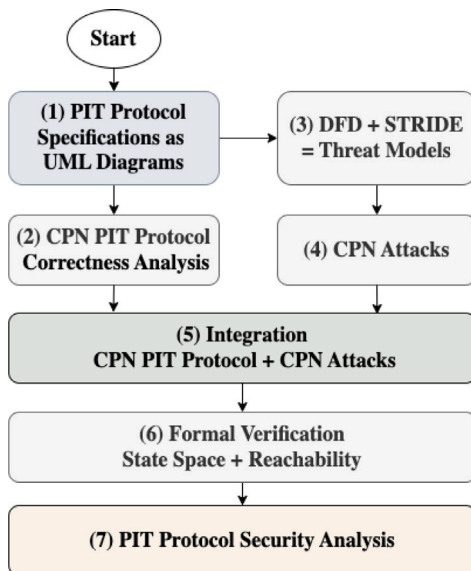 Start
(1) PIT Protocol
Specifications as
UML Diagrams
(3) DFD + STRIDE
= Threat Models
(2) CPN PIT Protocol
Correctness Analysis
(4) CPN Attacks
(5) Integration
CPN PIT Protocol + CPN Attacks
(6) Formal Verification
State Space + Reachability
(7) PIT Protocol Security Analysis